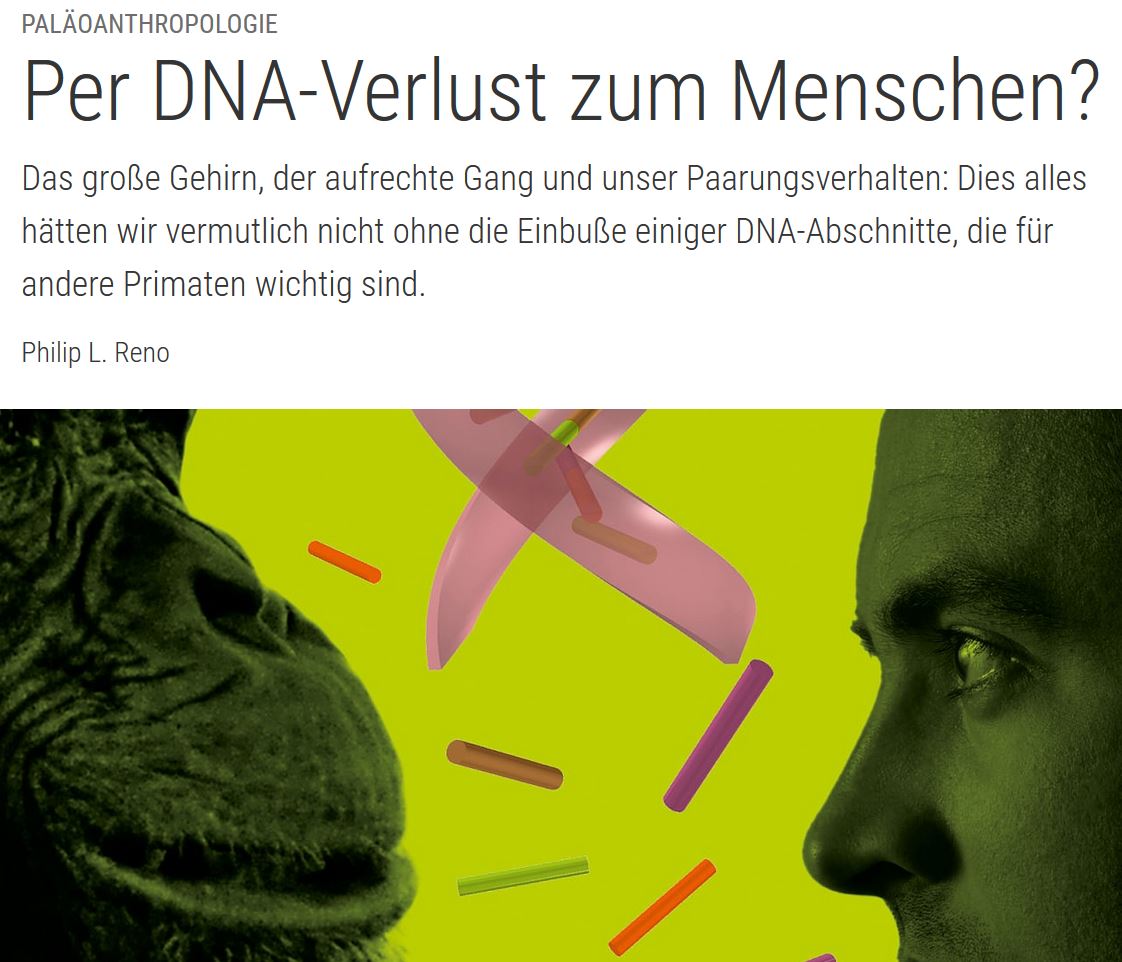 PALÄOANTHROPOLOGIE
Per DNA-Verlust zum Menschen?
Das große Gehirn, der aufrechte Gang und unser Paarungsverhalten: Dies alles
hätten wir vermutlich nicht ohne die Einbuße einiger DNA-Abschnitte, die für
andere Primaten wichtig sind.
Philip L. Reno